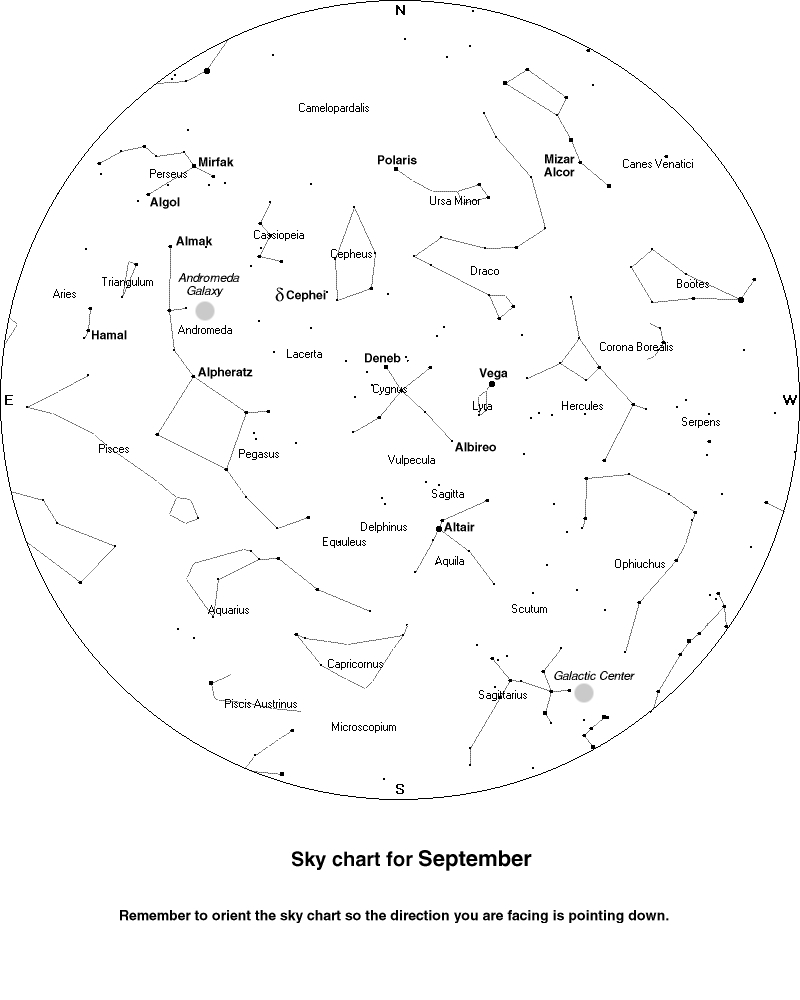 N
Camelopardalis
Mirfak
Perseus
Algol
Polaris
Ursa Minor
Mizar
Alcor
Canes Venatici
Almak
Cassiopeia
Cepheus
Draco
Bootes
Triangulum
Andromeda
Galaxy
Aries
δ Cephei
Hamal
Andromeda
Lacerta
Corona Borealis
Deneb
Alpheratz
Vega
Cygnus
E
Lyra
Hercules
W
Serpens
Pisces
Pegasus
Albireo
Vulpecula
Sagitta
Delphinus
Altair
Equuleus
Aquila
Ophiuchus
Aquarius
Scutum
Capricornus
Galactic Center
Sagittarius
Piscis Austrinus
Microscopium
S
Sky chart for September
Remember to orient the sky chart so the direction you are facing is pointing down.